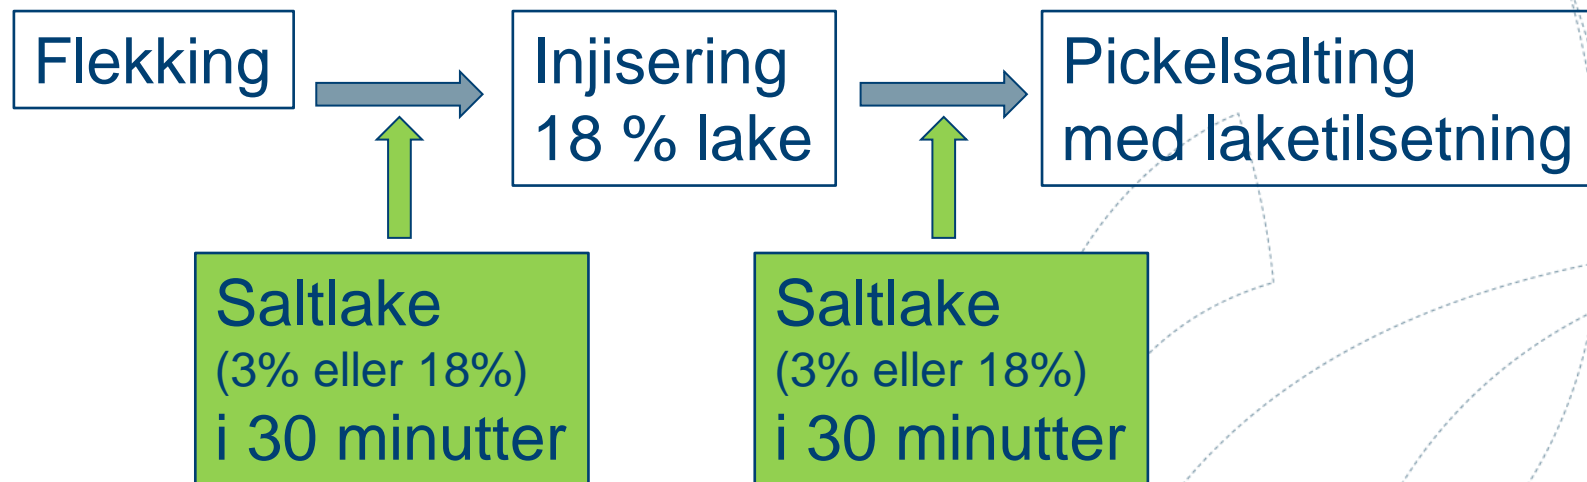 Flekking
Injisering
18 % lake
Pickelsalting
med laketilsetning
Saltlake
(3% eller 18%)
i 30 minutter
Saltlake
(3% eller 18%)
i 30 minutter